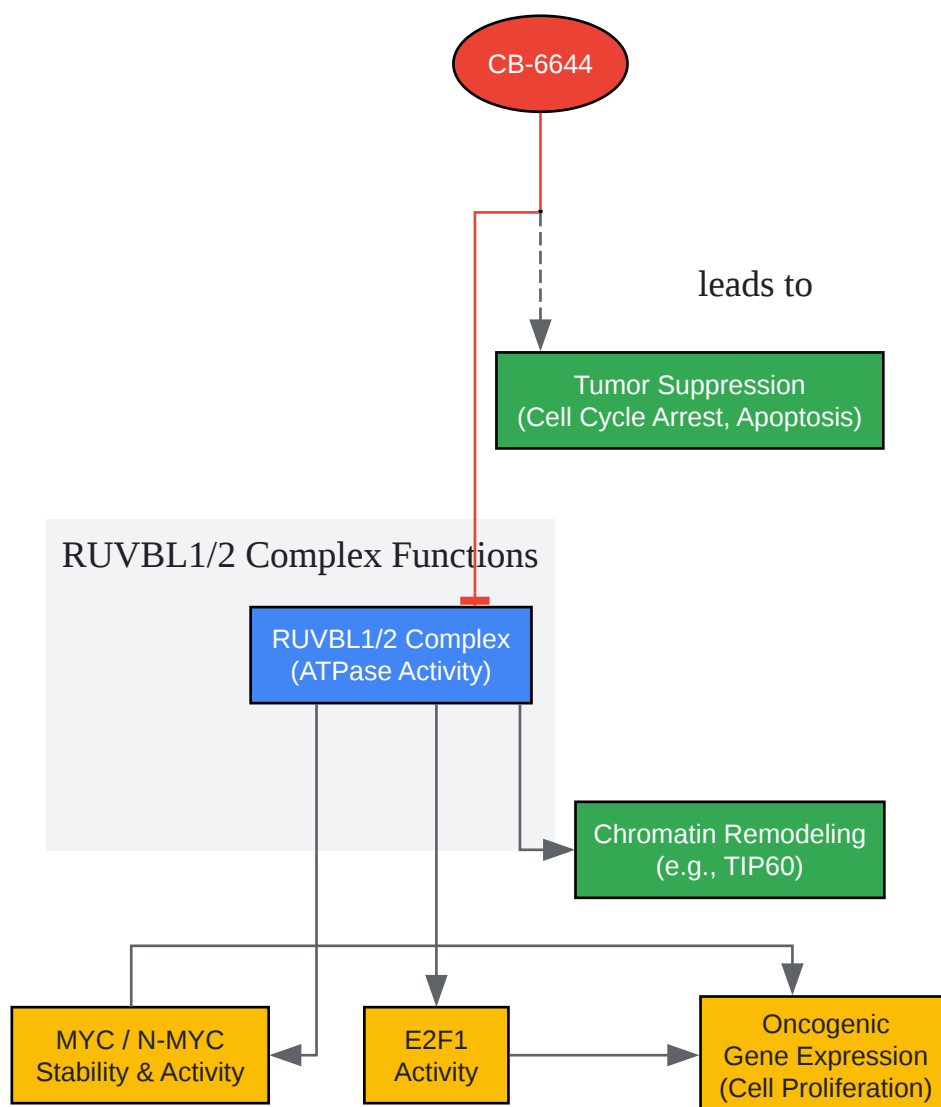 CB-6644
leads to
Tumor Suppression
(Cell Cycle Arrest, Apoptosis)
RUVBL1/2 Complex Functions
RUVBL1/2 Complex
(ATPase Activity)
Chromatin Remodeling
(e.g., TIP60)
MYC / N-MYC
Stability & Activity
E2F1
Activity
Oncogenic
Gene Expression
(Cell Proliferation)